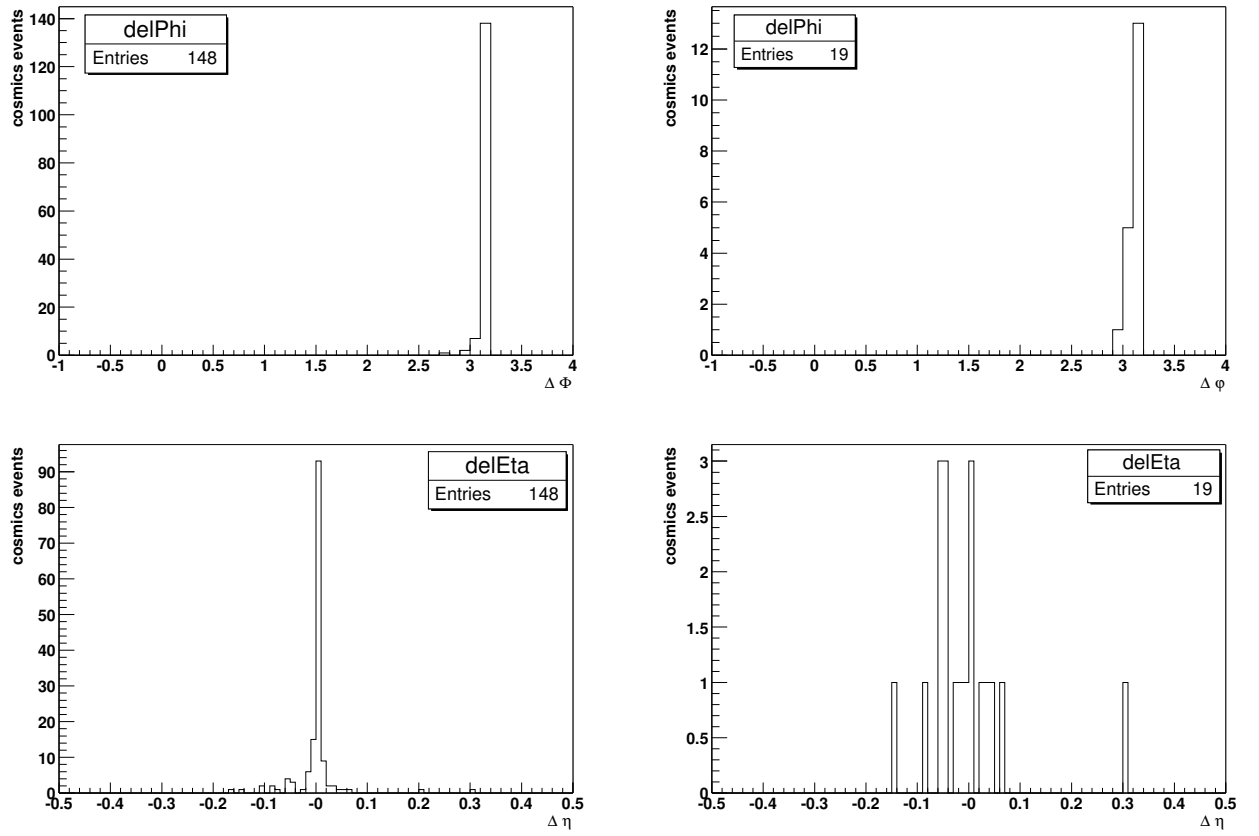 cosmics events
delPhi
Entries 148
140
120
100
80
60
40
20
0
-1 -0.5 0 0.5 1 1.5 2 2.5 3 3.5 4
Δ Φ
cosmics events
delPhi
Entries 19
12
10
8
6
4
2
0
-1 -0.5 0 0.5 1 1.5 2 2.5 3 3.5 4
Δ φ
cosmics events
delEta
Entries 148
90
80
70
60
50
40
30
20
10
0
-0.5 -0.4 -0.3 -0.2 -0.1 -0 0.1 0.2 0.3 0.4 0.5
Δ η
cosmics events
delEta
Entries 19
3
2.5
2
1.5
1
0.5
0
-0.5 -0.4 -0.3 -0.2 -0.1 -0 0.1 0.2 0.3 0.4 0.5
Δ η